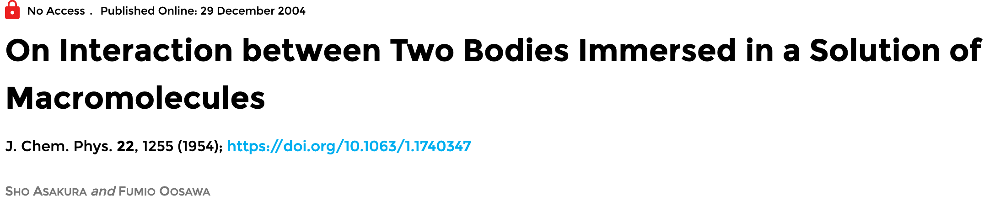 No Access . Published Online: 29 December 2004
On Interaction between Two Bodies Immersed in a Solution of
Macromolecules
J. Chem. Phys. 22, 1255 (1954); https://doi.org/10.1063/1.1740347
SHO ASAKURA and FUMIO OOSAWA